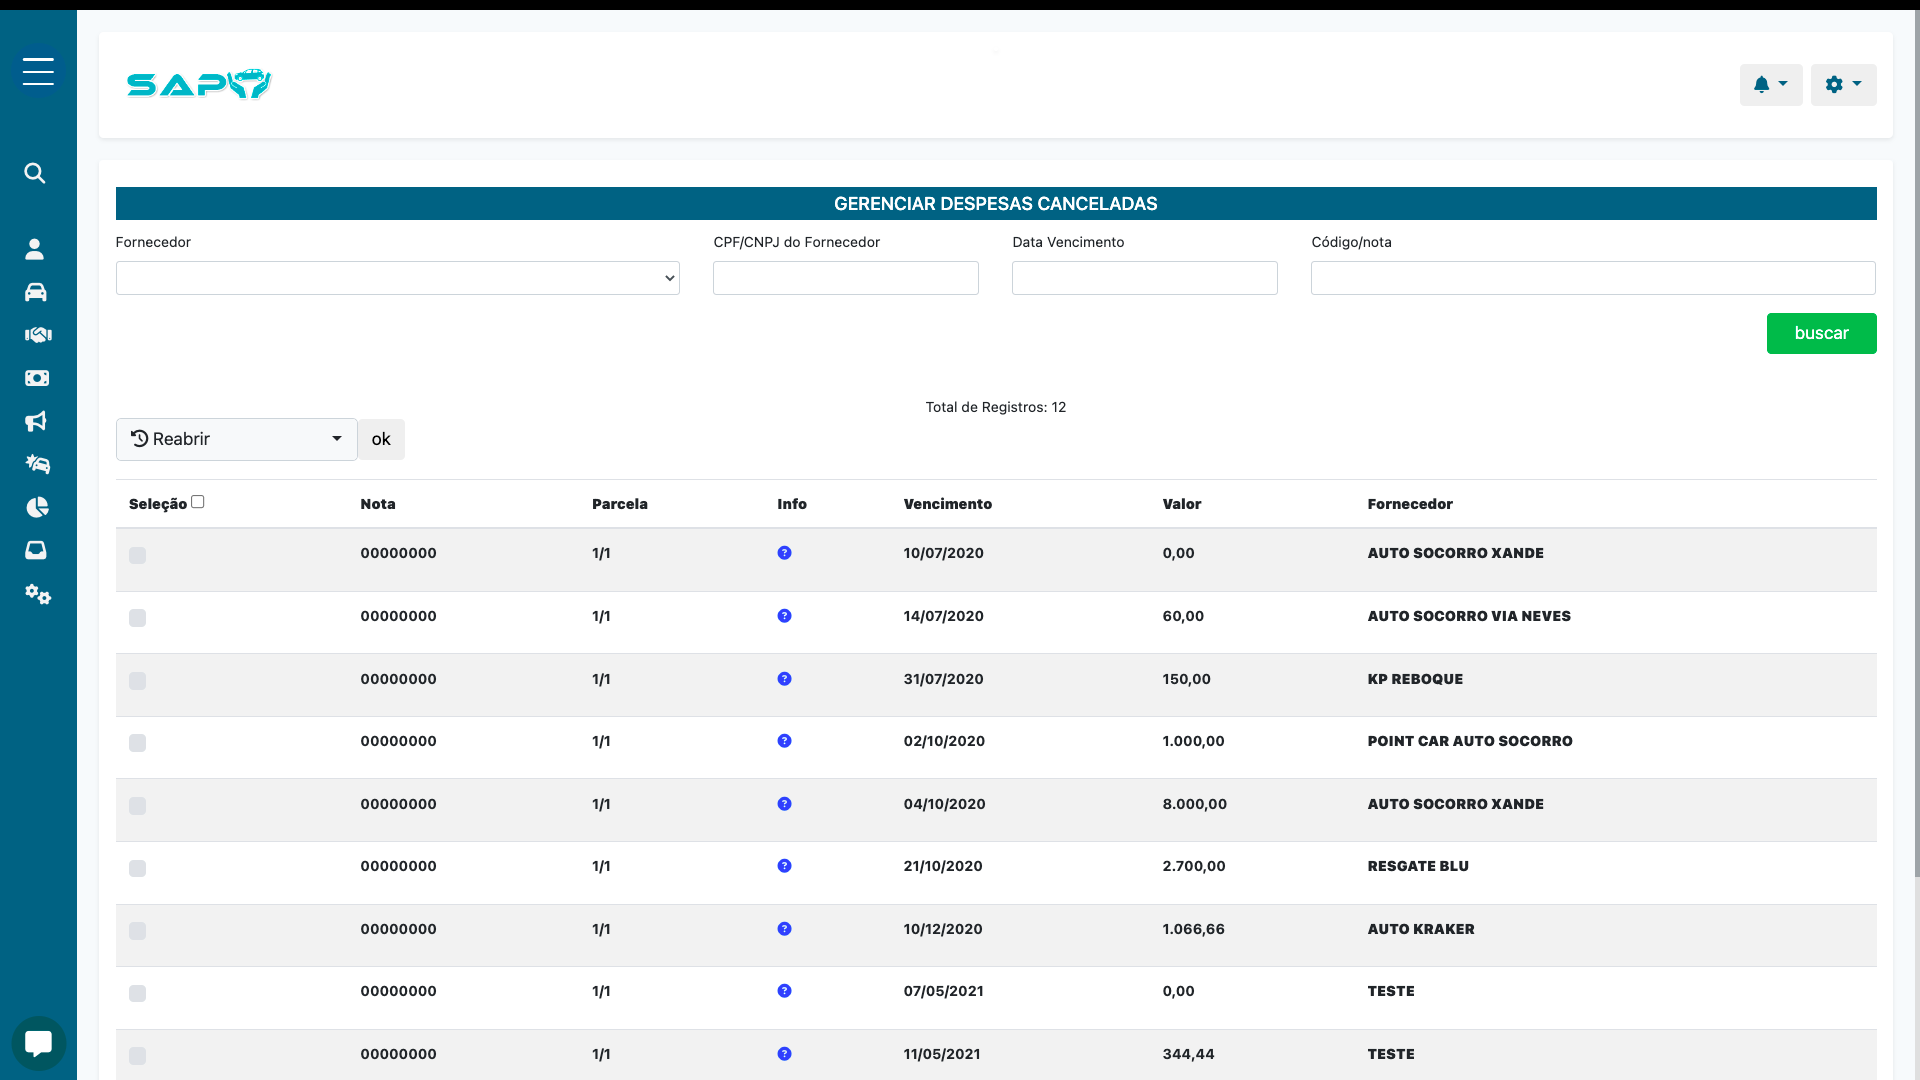 SAPY
GERENCIAR DESPESAS CANCELADAS
Fornecedor CPF/CNPJ do Fornecedor Data Vencimento Código/nota
buscar
Total de Registros: 12
Reabrir ok
Seleção Nota Parcela Info Vencimento Valor Fornecedor
00000000 1/1 ? 10/07/2020 0,00 AUTO SOCORRO XANDE
00000000 1/1 ? 14/07/2020 60,00 AUTO SOCORRO VIA NEVES
00000000 1/1 ? 31/07/2020 150,00 KP REBOQUE
00000000 1/1 ? 02/10/2020 1.000,00 POINT CAR AUTO SOCORRO
00000000 1/1 ? 04/10/2020 8.000,00 AUTO SOCORRO XANDE
00000000 1/1 ? 21/10/2020 2.700,00 RESGATE BLU
00000000 1/1 ? 10/12/2020 1.066,66 AUTO KRAKER
00000000 1/1 ? 07/05/2021 0,00 TESTE
00000000 1/1 ? 11/05/2021 344,44 TESTE